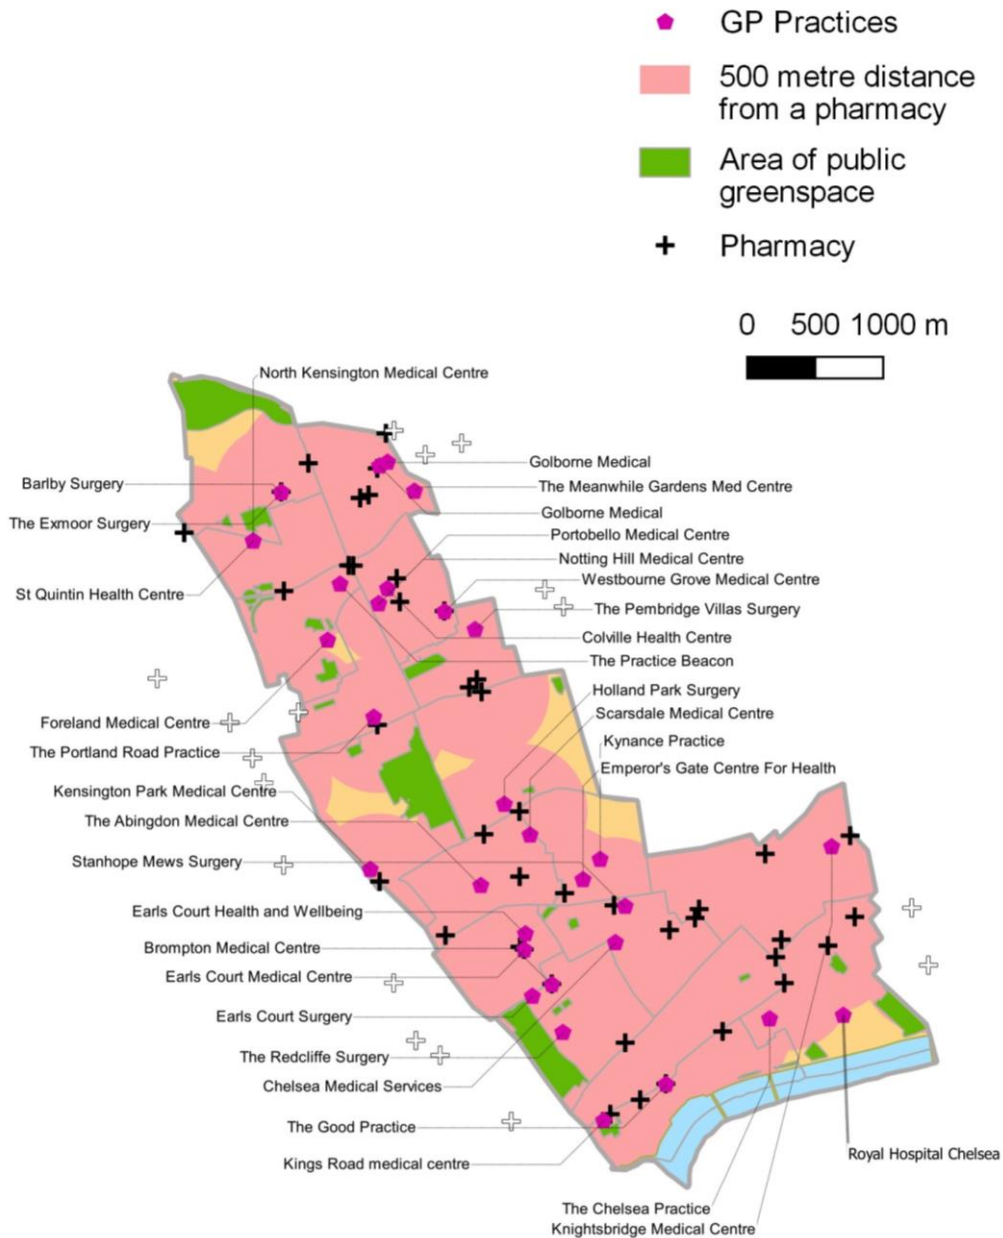 GP Practices
500 metre distance
from a pharmacy
Area of public
greenspace
Pharmacy
0 500 1000 m
North Kensington Medical Centre
Barlby Surgery
The Exmoor Surgery
St Quintin Health Centre
Golborne Medical
The Meanwhile Gardens Med Centre
Golborne Medical
Portobello Medical Centre
Notting Hill Medical Centre
Westbourne Grove Medical Centre
The Pembridge Villas Surgery
Colville Health Centre
The Practice Beacon
Holland Park Surgery
Scarsdale Medical Centre
Kynance Practice
Emperor's Gate Centre For Health
Foreland Medical Centre
The Portland Road Practice
Kensington Park Medical Centre
The Abingdon Medical Centre
Stanhope Mews Surgery
Earls Court Health and Wellbeing
Brompton Medical Centre
Earls Court Medical Centre
Earls Court Surgery
The Redcliffe Surgery
Chelsea Medical Services
The Good Practice
Kings Road medical centre
Royal Hospital Chelsea
The Chelsea Practice
Knightsbridge Medical Centre